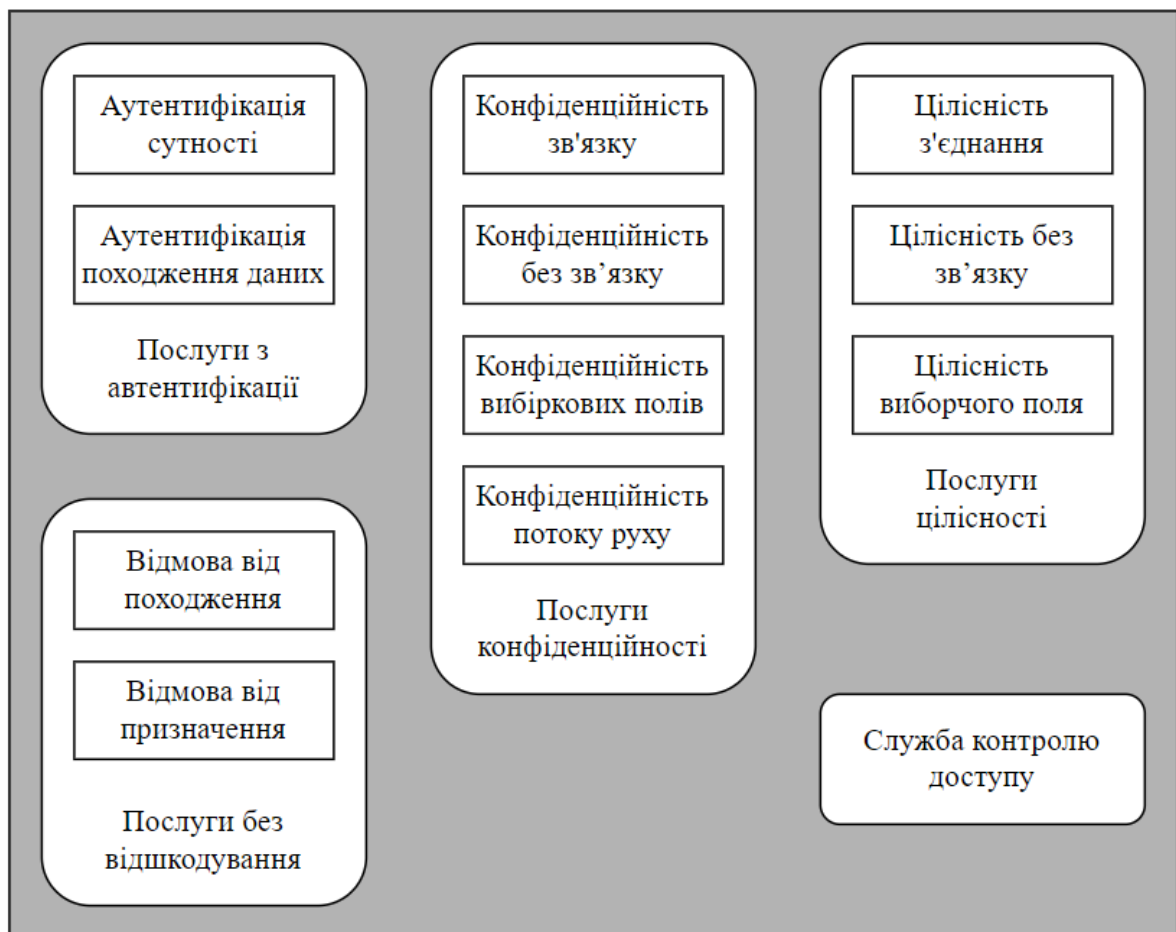 Аутентифікація
сутності
Аутентифікація
походження даних
Послуги з
автентифікації
Відмова від
походження
Відмова від
призначення
Послуги без
відшкодування
Конфіденційність
зв'язку
Конфіденційність
без зв’язку
Конфіденційність
вибіркових полів
Конфіденційність
потоку руху
Послуги
конфіденційності
Цілісність
з'єднання
Цілісність без
зв’язку
Цілісність
виборчого поля
Послуги
цілісності
Служба контролю
доступу